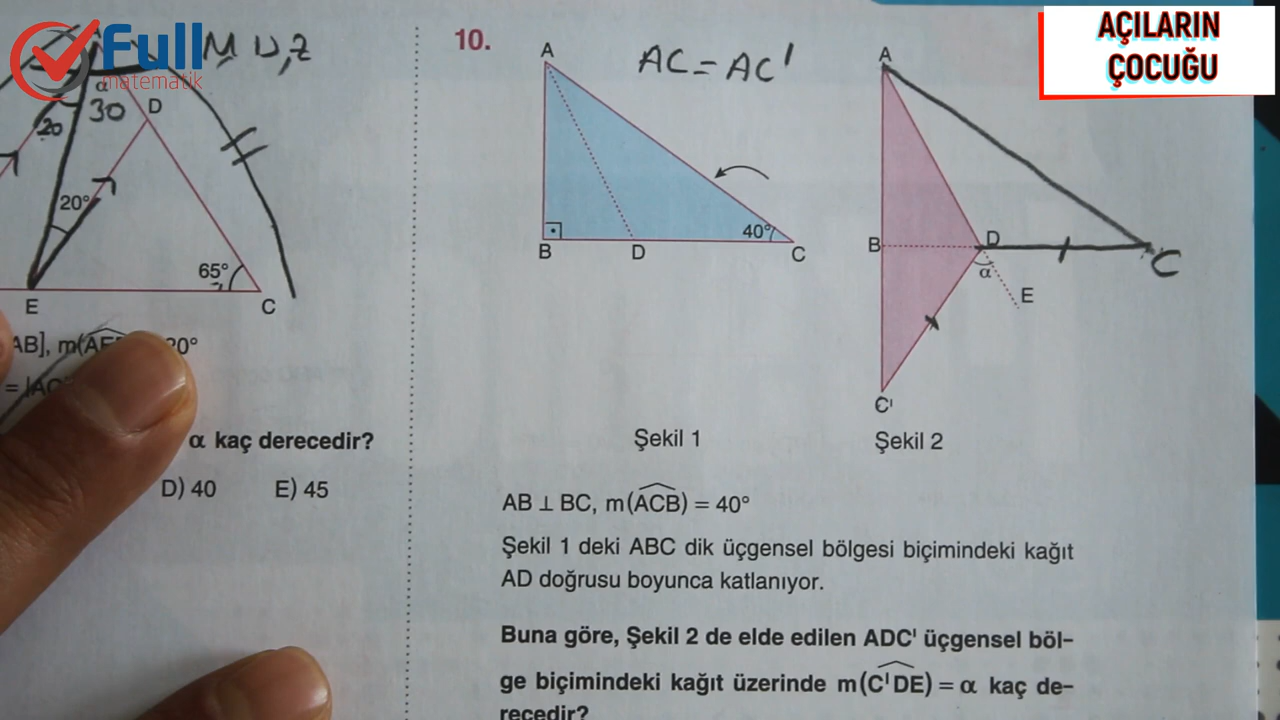 Full
matematik
AÇILARIN
ÇOCUĞU
30
D
α
20
20°
65°
E
C
20°
α kaç derecedir?
D) 40 E) 45
10.
AC = AC'
A
B
D
C
40°
Şekil 1
A
B
D
C
α
E
C'
Şekil 2
AB ⊥ BC, m(ACB) = 40°
Şekil 1 deki ABC dik üçgensel bölgesi biçimindeki kağıt
AD doğrusu boyunca katlanıyor.
Buna göre, Şekil 2 de elde edilen ADC' üçgensel böl-
ge biçimindeki kağıt üzerinde m(C'DE) = α kaç de-
recedir?